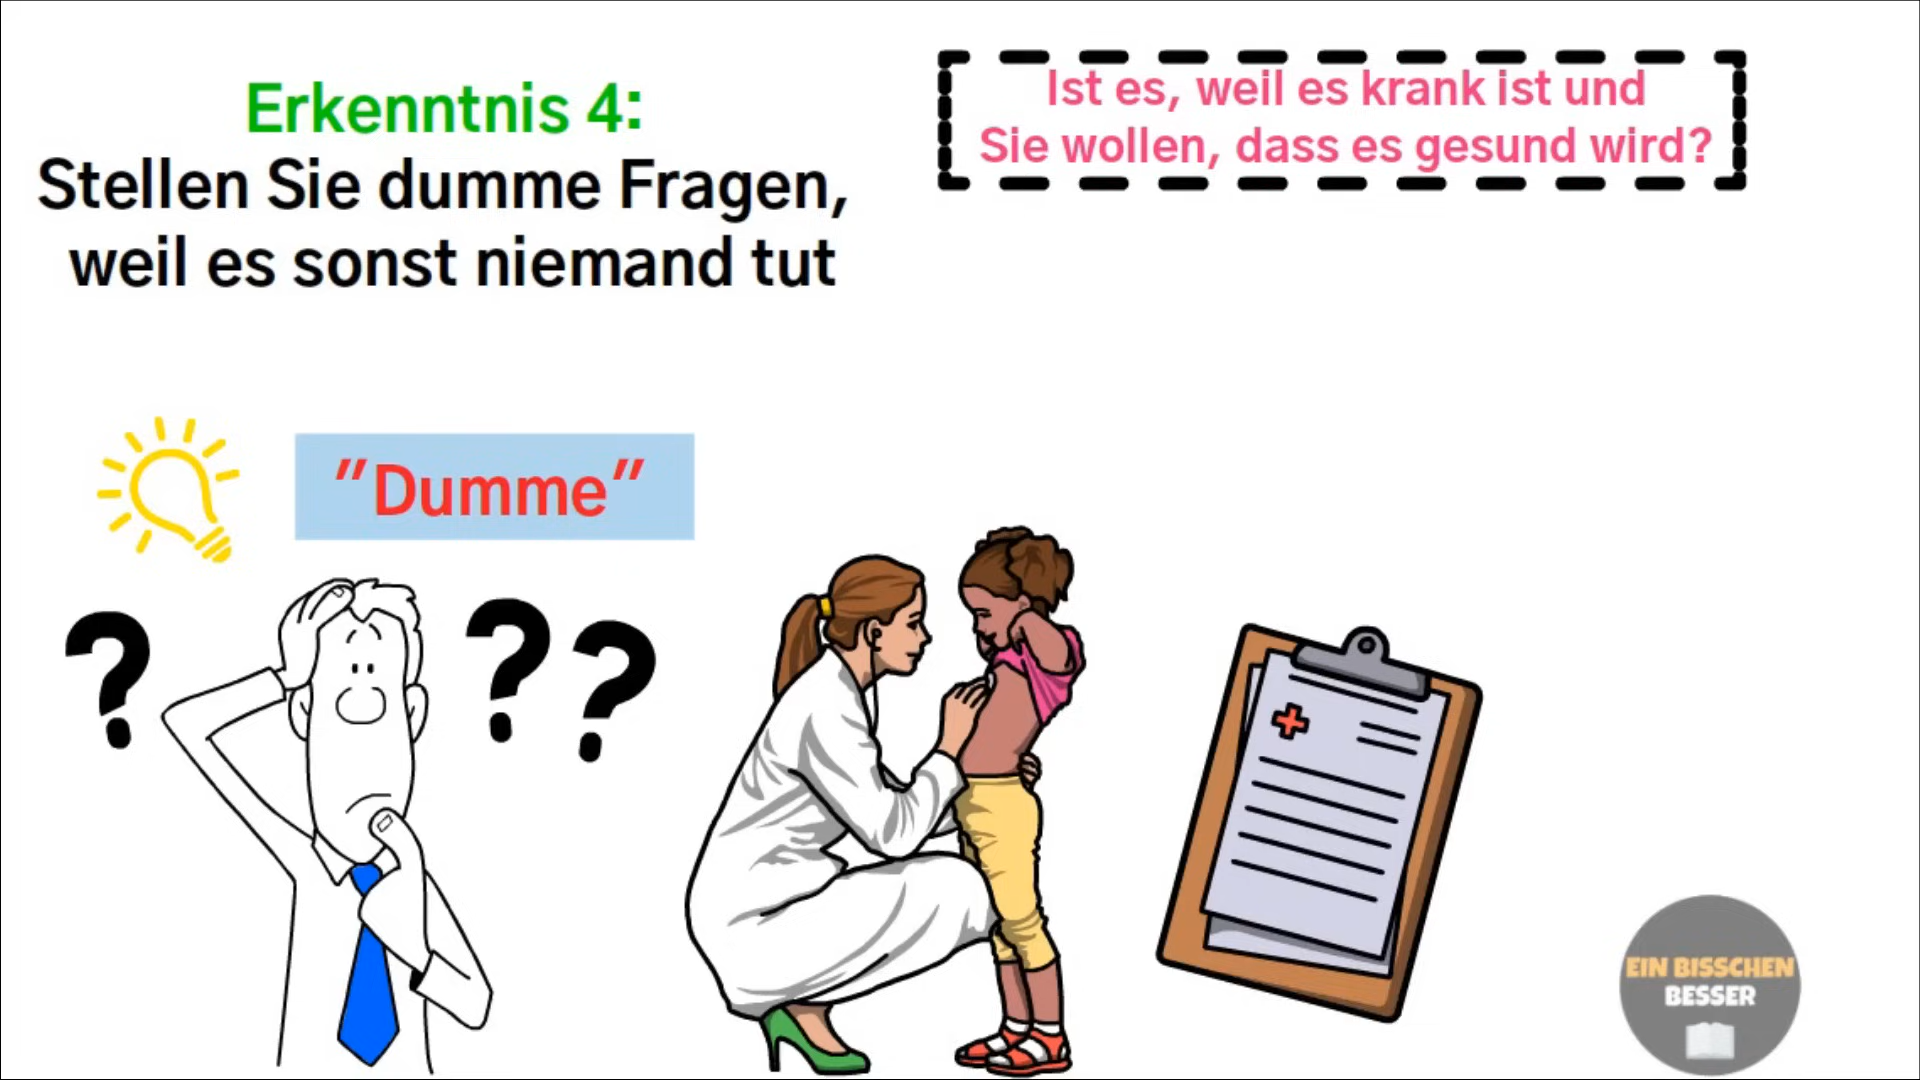 Erkenntnis 4:
Stellen Sie dumme Fragen,
weil es sonst niemand tut
Ist es, weil es krank ist und
Sie wollen, dass es gesund wird?
"Dumme"
? ? ?
EIN BISSCHEN
BESSER